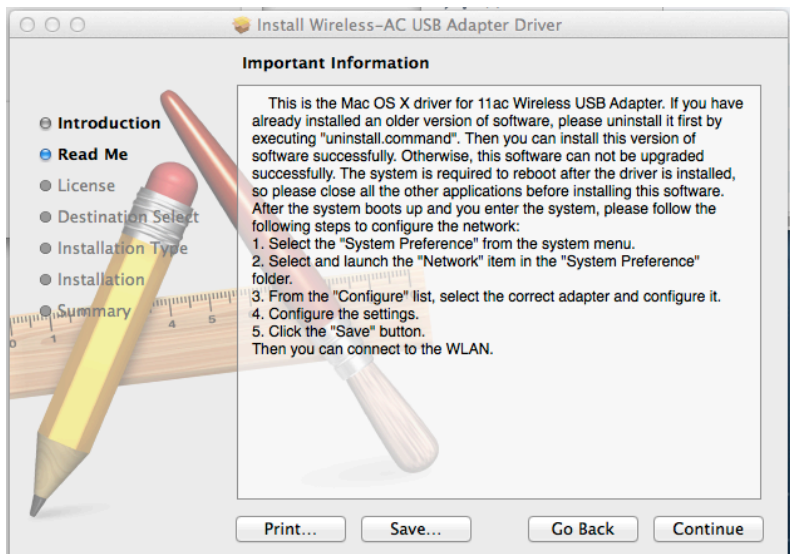 Install Wireless-AC USB Adapter Driver
Important Information
Introduction
Read Me
License
Destination Select
Installation Type
Installation
Summary
This is the Mac OS X driver for 11ac Wireless USB Adapter. If you have
already installed an older version of software, please uninstall it first by
executing "uninstall.command". Then you can install this version of
software successfully. Otherwise, this software can not be upgraded
successfully. The system is required to reboot after the driver is installed,
so please close all the other applications before installing this software.
After the system boots up and you enter the system, please follow the
following steps to configure the network:
1. Select the "System Preference" from the system menu.
2. Select and launch the "Network" item in the "System Preference"
folder.
3. From the "Configure" list, select the correct adapter and configure it.
4. Configure the settings.
5. Click the "Save" button.
Then you can connect to the WLAN.
0 1 4 5
Print... Save... Go Back Continue